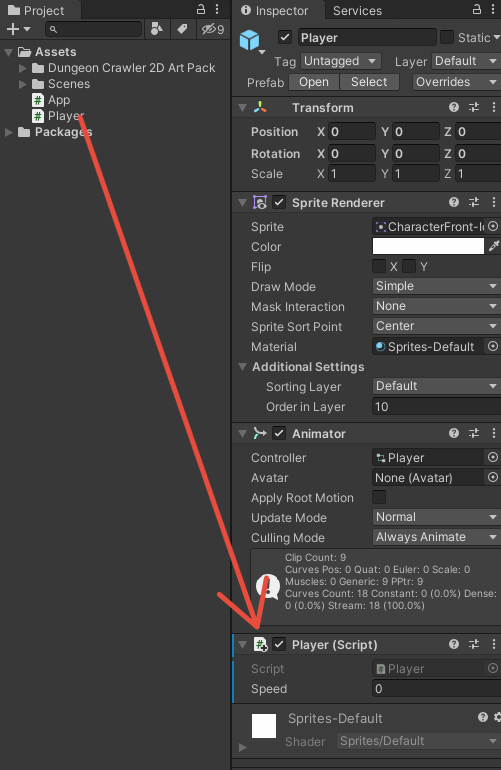 Project
9
Assets
Dungeon Crawler 2D Art Pack
Scenes
App
Player
Packages
Inspector Services
Player Static
Tag Untagged Layer Default
Prefab Open Select Overrides
Transform
Position X 0 Y 0 Z 0
Rotation X 0 Y 0 Z 0
Scale X 1 Y 1 Z 1
Sprite Renderer
Sprite CharacterFront-Id
Color
Flip X Y
Draw Mode Simple
Mask Interaction None
Sprite Sort Point Center
Material Sprites-Default
Additional Settings
Sorting Layer Default
Order in Layer 10
Animator
Controller Player
Avatar None (Avatar)
Apply Root Motion
Update Mode Normal
Culling Mode Always Animate
Clip Count: 9
Curves Pos: 0 Quat: 0 Euler: 0 Scale: 0
Muscles: 0 Generic: 9 PPtr: 9
Curves Count: 18 Constant: 0 (0.0%) Dense:
0 (0.0%) Stream: 18 (100.0%)
Player (Script)
Script Player
Speed 0
Sprites-Default
Shader Sprites/Default